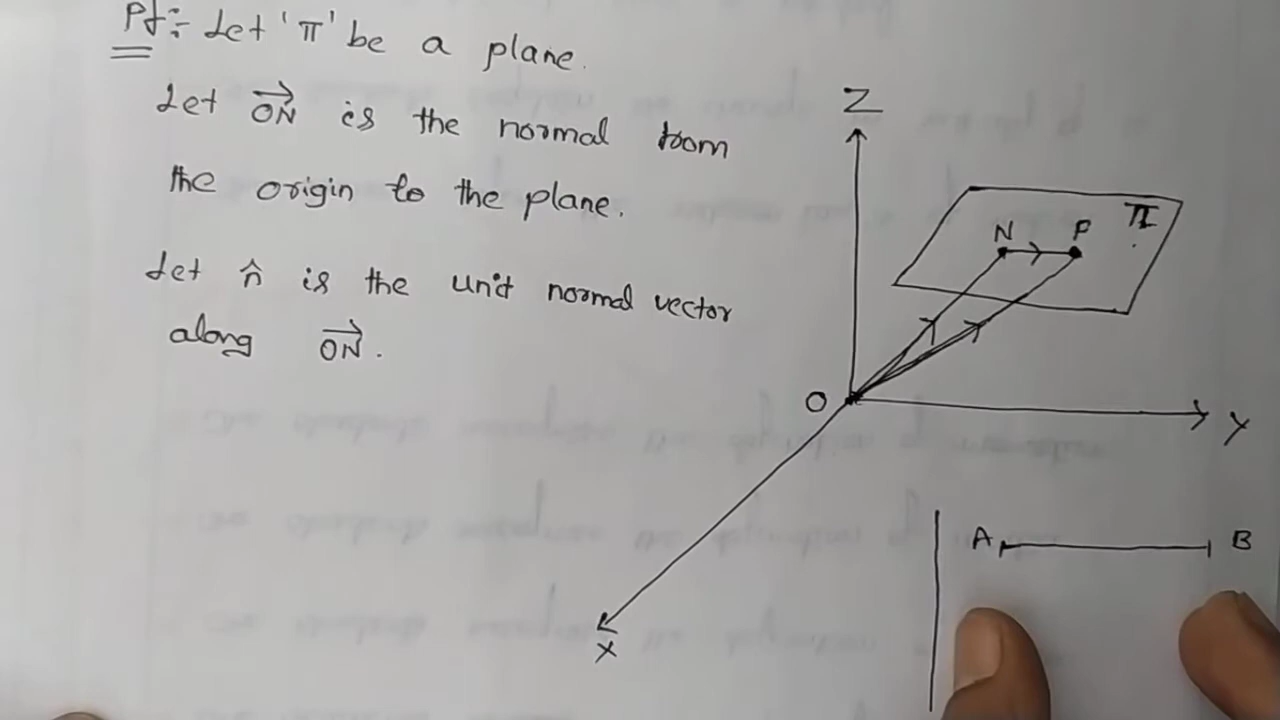 Pf:- Let 'π' be a plane.
Let ON is the normal from
the origin to the plane.
Let n̂ is the unit normal vector
along ON.
Z
π
N P
O
Y
X
A B